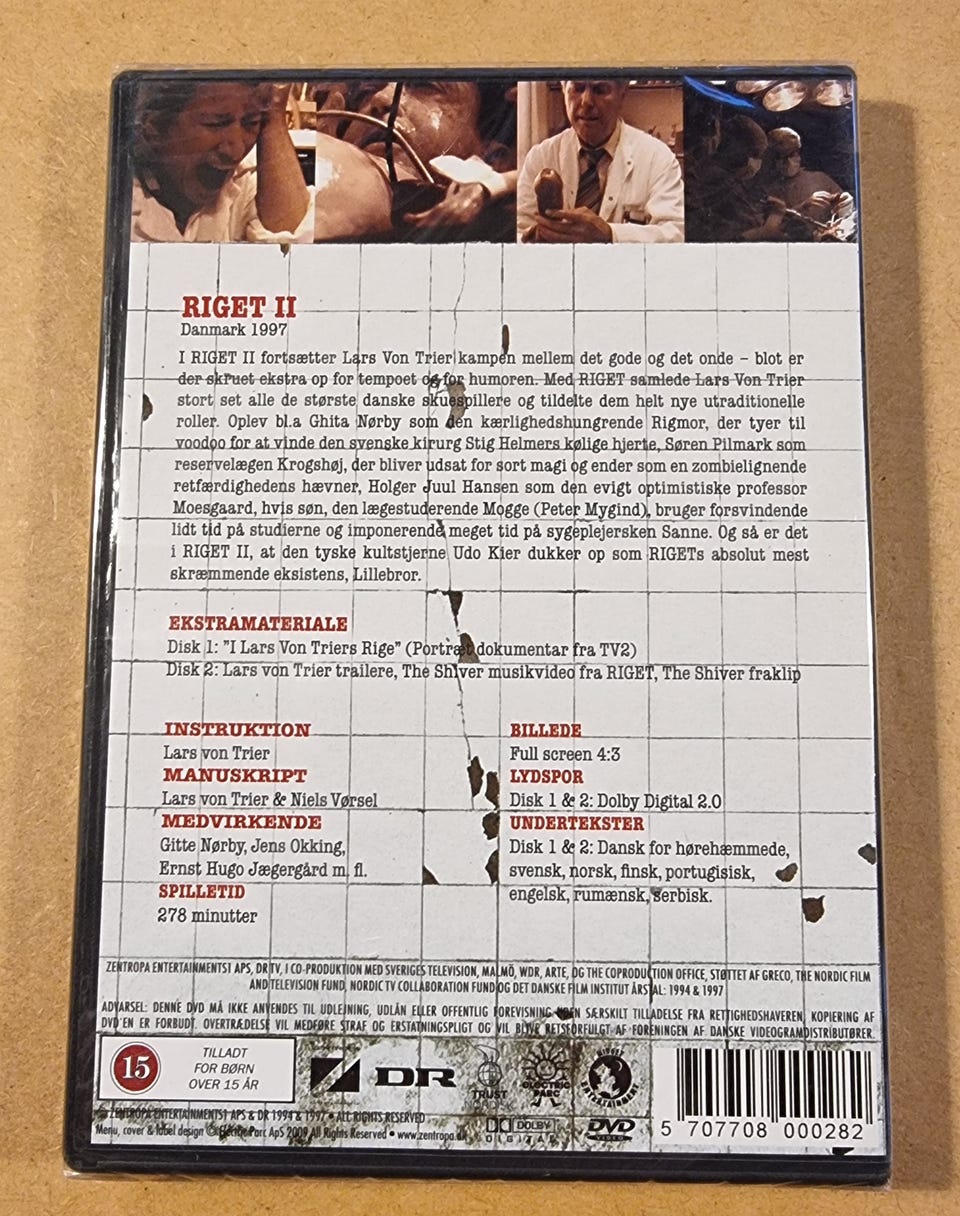 RIGET II
Danmark 1997
I RIGET II fortsætter Lars Von Trier kampen mellem det gode og det onde – blot er
der skruet ekstra op for tempoet og for humoren. Med RIGET samlede Lars Von Trier
stort set alle de største danske skuespillere og tildelte dem helt nye utraditionelle
roller. Oplev bl.a Ghita Nørby som den kærlighedshungrende Rigmor, der tyer til
voodoo for at vinde den svenske kirurg Stig Helmers kølige hjerte, Søren Pilmark som
reservelægen Krogshøj, der bliver udsat for sort magi og ender som en zombielignende
retfærdighedens hævner, Holger Juul Hansen som den evigt optimistiske professor
Moesgaard, hvis søn, den lægestuderende Mogge (Peter Mygind), bruger forsvindende
lidt tid på studierne og imponerende meget tid på sygeplejersken Sanne. Og så er det
i RIGET II, at den tyske kultstjerne Udo Kier dukker op som RIGETs absolut mest
skræmmende eksistens, Lillebror.
EKSTRAMATERIALE
Disk 1: ”I Lars Von Triers Rige” (Portræt dokumentar fra TV2)
Disk 2: Lars von Trier trailere, The Shiver musikvideo fra RIGET, The Shiver fraklip
INSTRUKTION
Lars von Trier
MANUSKRIPT
Lars von Trier & Niels Vørsel
MEDVIRKENDE
Gitte Nørby, Jens Okking,
Ernst Hugo Jægergård m. fl.
SPILLETID
278 minutter
BILLEDE
Full screen 4:3
LYDSPOR
Disk 1 & 2: Dolby Digital 2.0
UNDERTEKSTER
Disk 1 & 2: Dansk for hørehæmmede,
svensk, norsk, finsk, portugisisk,
engelsk, rumænsk, serbisk.
ZENTROPA ENTERTAINMENTS1 APS, DR TV, I CO-PRODUKTION MED SVERIGES TELEVISION, MALMÖ, WDR, ARTE, OG THE COPRODUCTION OFFICE, STØTTET AF GRECO, THE NORDIC FILM
AND TELEVISION FUND, NORDIC TV COLLABORATION FUND OG DET DANSKE FILM INSTITUT ÅRSTAL: 1994 & 1997
ADVARSEL: DENNE DVD MÅ IKKE ANVENDES TIL UDLEJNING, UDLÅN ELLER OFFENTLIG FOREVISNING UDEN SÆRSKILT TILLADELSE FRA RETTIGHEDSHAVEREN, KOPIERING AF
DVD'EN ER FORBUDT. OVERTRÆDELSE VIL MEDFØRE STRAF OG ERSTATNINGSPLIGT OG VIL BLIVE RETSFORFULGT AF FORENINGEN AF DANSKE VIDEOGRAMDISTRIBUTØRER.
15
TILLADT
FOR BØRN
OVER 15 ÅR
DR
TRUST
NORDISK
ELECTRIC
PARC
ENTERTAINMENT
© ZENTROPA ENTERTAINMENTS1 APS & DR 1994 & 1997 • ALL RIGHTS RESERVED
Menu, cover & label design © Electric Parc ApS 2009 All Rights Reserved • www.zentropa.dk
DOLBY
DIGITAL
DVD
VIDEO
5 707708 000282